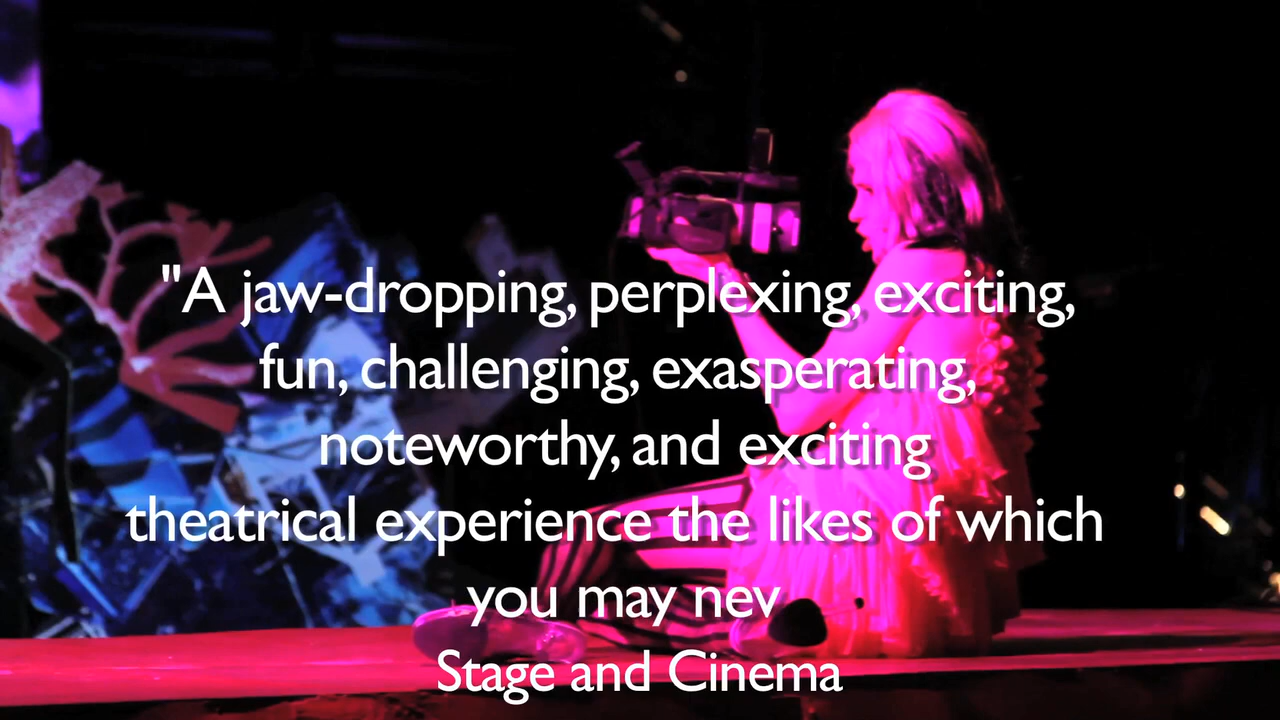 "A jaw-dropping, perplexing, exciting,
fun, challenging, exasperating,
noteworthy, and exciting
theatrical experience the likes of which
you may nev
Stage and Cinema